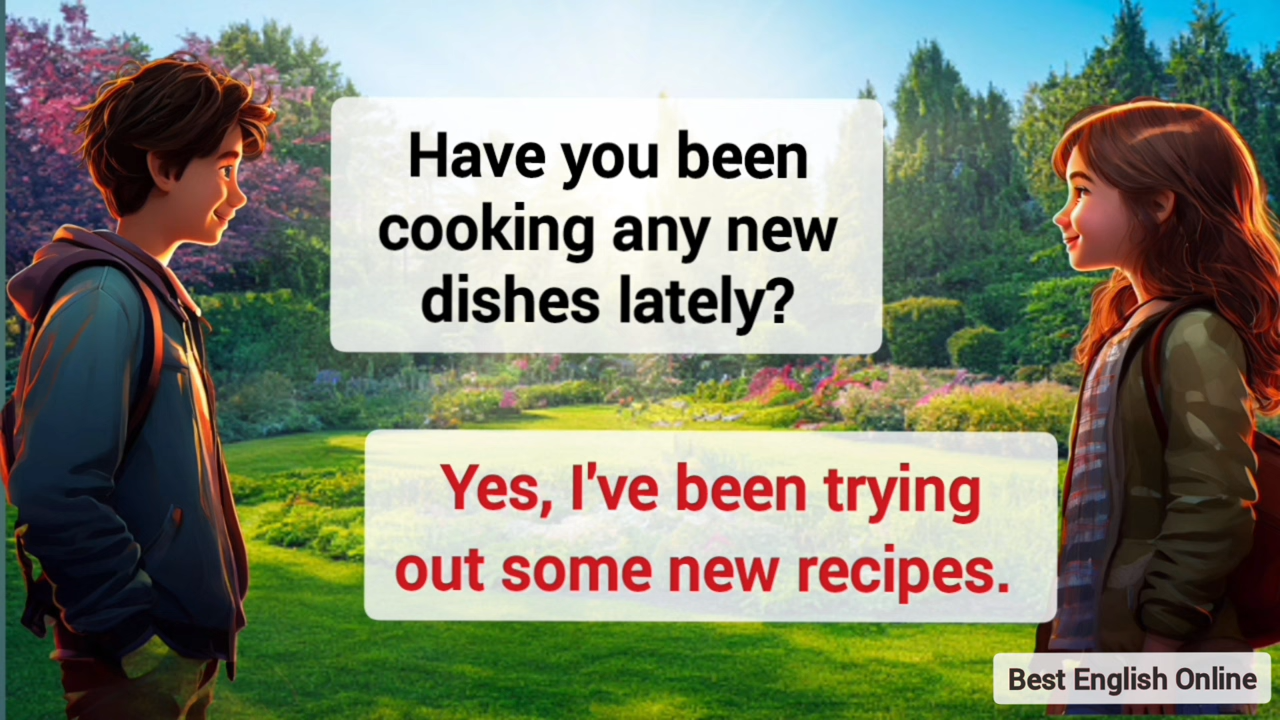 Have you been
cooking any new
dishes lately?
Yes, I've been trying
out some new recipes.
Best English Online